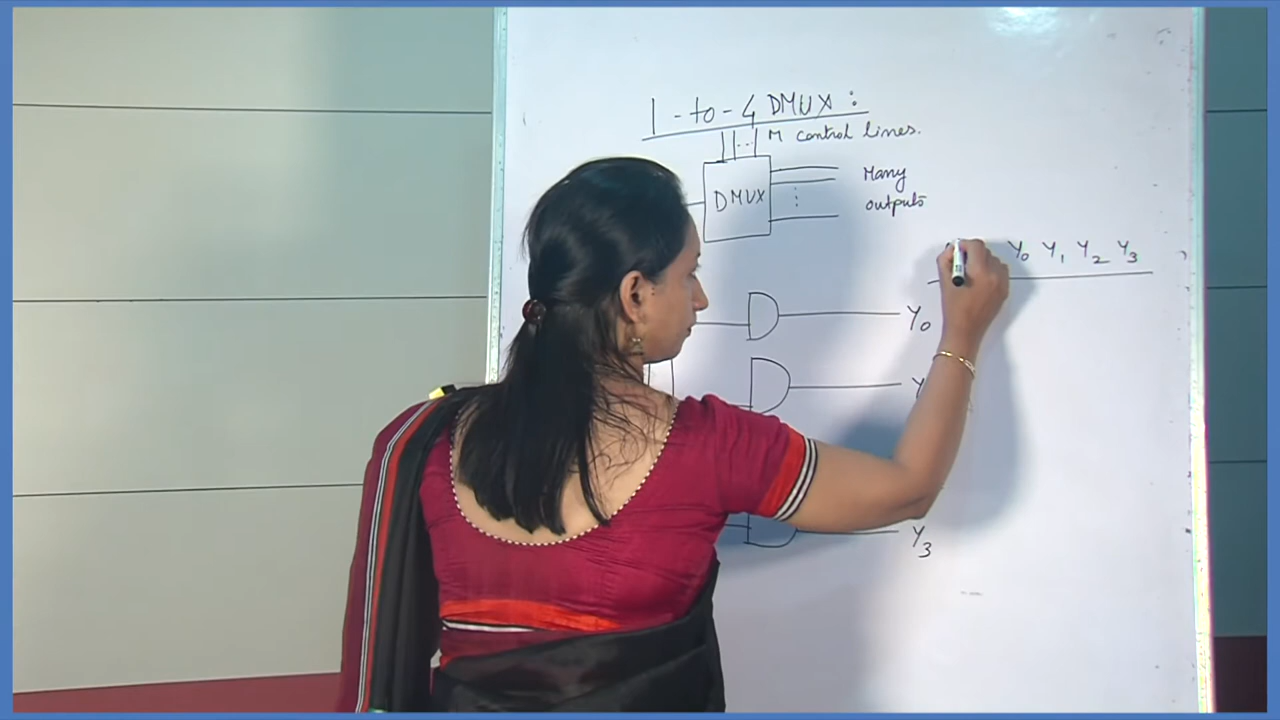 1-to-4 DMUX:
M control lines.
DMUX
Many
outputs
Y0 Y1 Y2 Y3
Y0
Y3